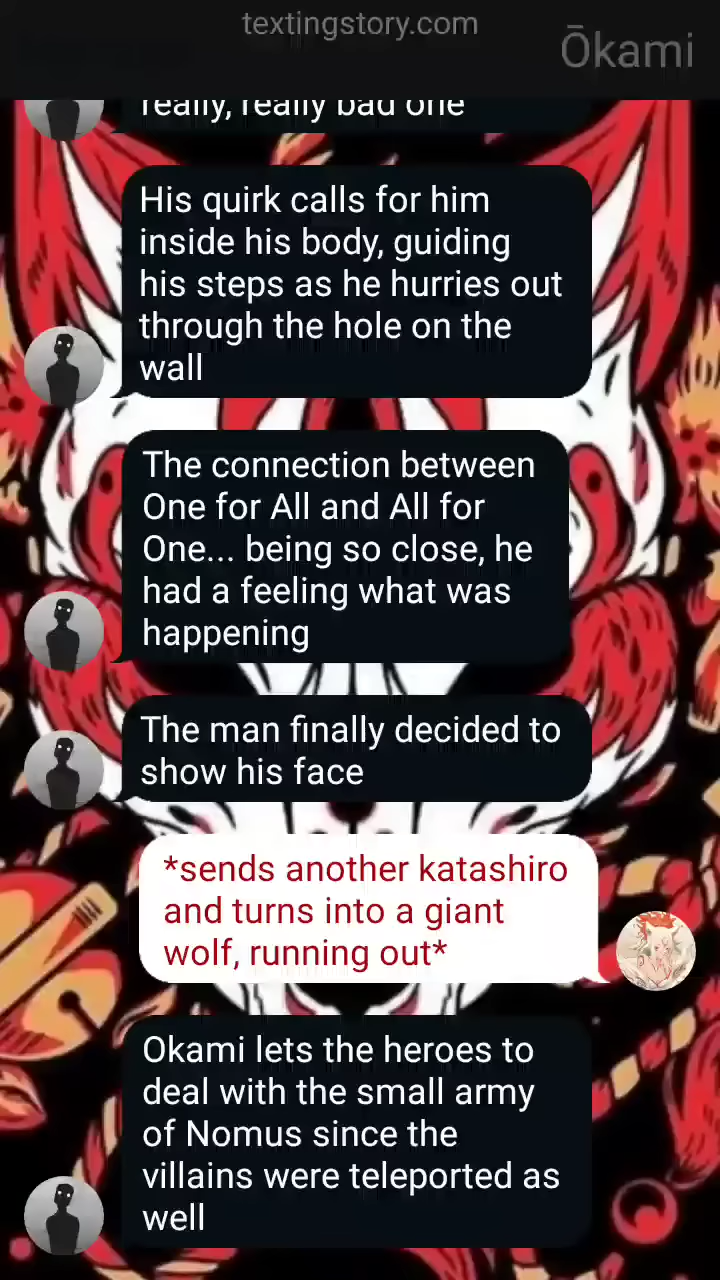 textingstory.com
Ōkami
really, really bad one
His quirk calls for him
inside his body, guiding
his steps as he hurries out
through the hole on the
wall
The connection between
One for All and All for
One... being so close, he
had a feeling what was
happening
The man finally decided to
show his face
*sends another katashiro
and turns into a giant
wolf, running out*
Okami lets the heroes to
deal with the small army
of Nomus since the
villains were teleported as
well